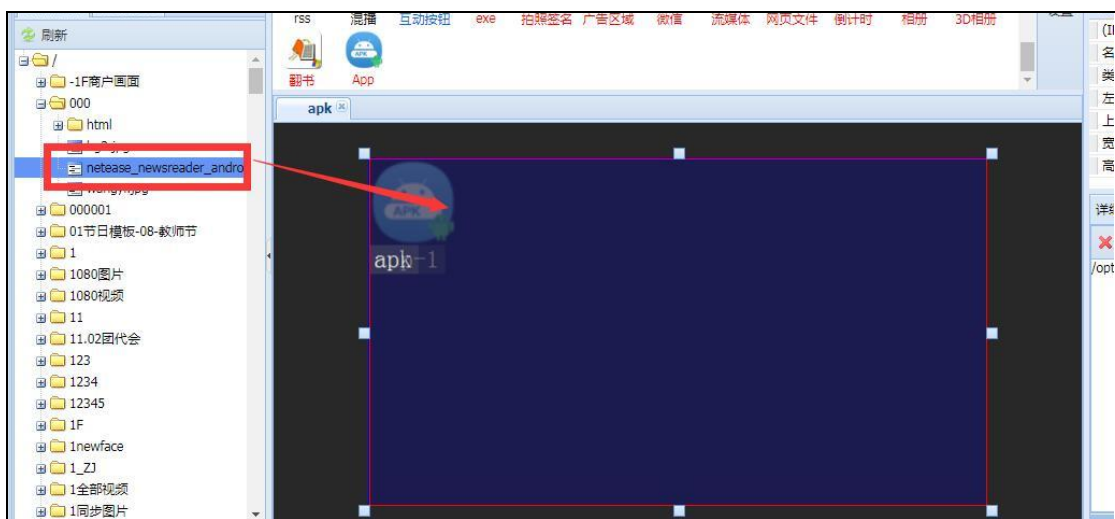 刷新
/
-1F商户画面
000
html
netease_newsreader_andro
000001
01节日模板-08-教师节
1
1080图片
1080视频
11
11.02团代会
123
1234
12345
1F
1newface
1_ZJ
1全部视频
1同步图片
rss 混播 互动按钮 exe 拍照签名 广告区域 微信 流媒体 网页文件 倒计时 相册 3D相册
翻书 App
apk
APK
apk-1
名
类
左
上
宽
高
/opt